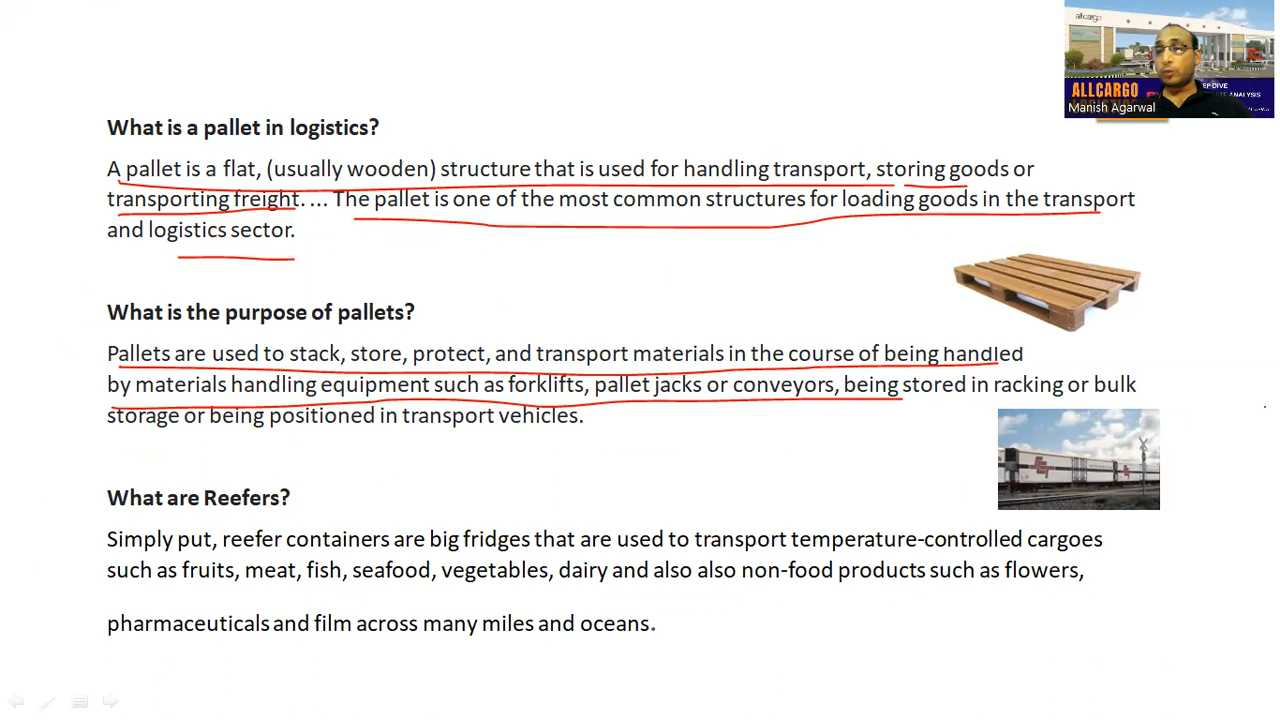 allcargo
EP DIVE
ALLCARGO
TE ANALYSIS
LOGISTICS
Manish Agarwal
What is a pallet in logistics?
A pallet is a flat, (usually wooden) structure that is used for handling transport, storing goods or
transporting freight. ... The pallet is one of the most common structures for loading goods in the transport
and logistics sector.
What is the purpose of pallets?
Pallets are used to stack, store, protect, and transport materials in the course of being handled
by materials handling equipment such as forklifts, pallet jacks or conveyors, being stored in racking or bulk
storage or being positioned in transport vehicles.
What are Reefers?
Simply put, reefer containers are big fridges that are used to transport temperature-controlled cargoes
such as fruits, meat, fish, seafood, vegetables, dairy and also also non-food products such as flowers,
pharmaceuticals and film across many miles and oceans.